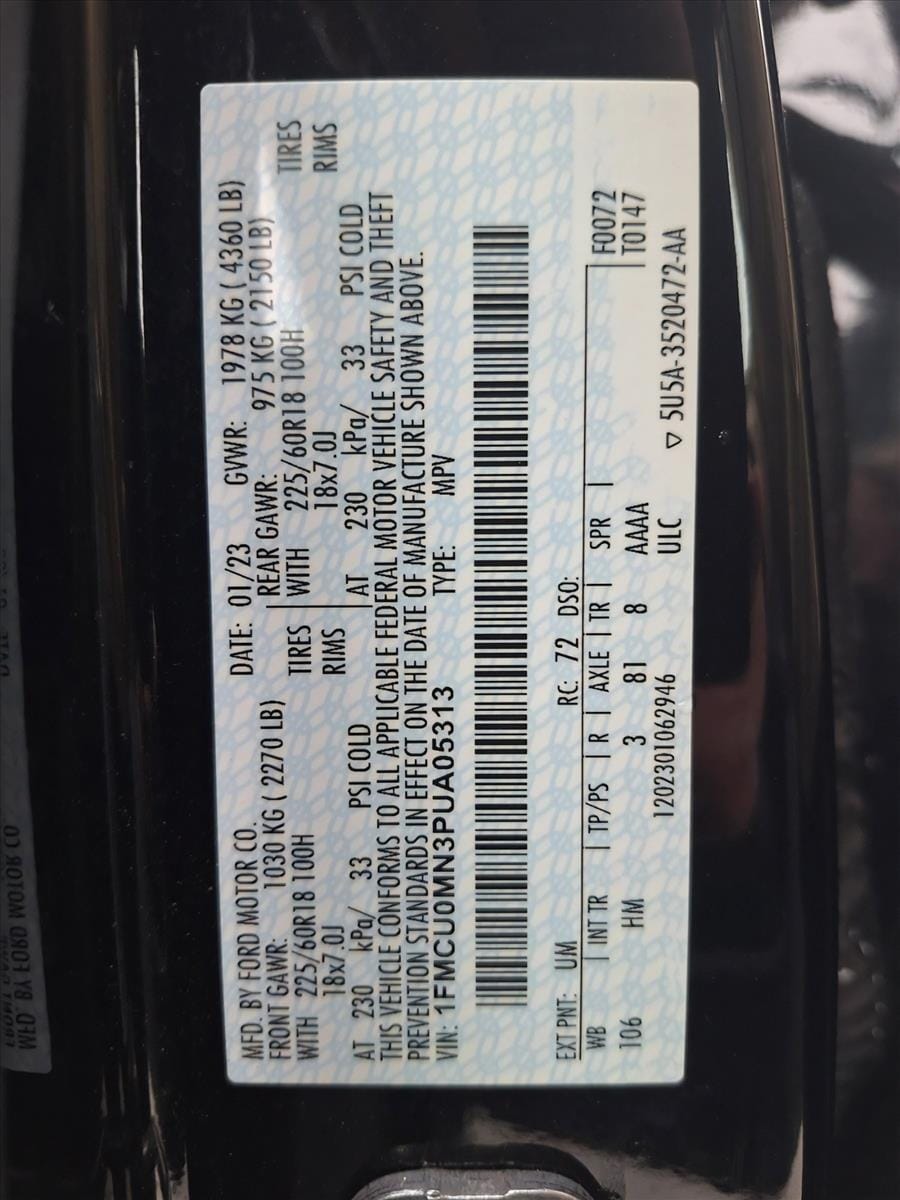 MFD. BY FORD MOTOR CO.
DATE: 01/23 GVWR: 1978 KG ( 4360 LB)
FRONT GAWR: 1030 KG ( 2270 LB) REAR GAWR: 975 KG ( 2150 LB)
WITH 225/60R18 100H TIRES WITH 225/60R18 100H TIRES
18x7.0J RIMS 18x7.0J RIMS
AT 230 kPa/ 33 PSI COLD AT 230 kPa/ 33 PSI COLD
THIS VEHICLE CONFORMS TO ALL APPLICABLE FEDERAL MOTOR VEHICLE SAFETY AND THEFT
PREVENTION STANDARDS IN EFFECT ON THE DATE OF MANUFACTURE SHOWN ABOVE.
VIN: 1FMCU0MN3PUA05313 TYPE: MPV
EXT PNT: UM RC: 72 DSO:
WB INT TR TP/PS R AXLE TR SPR F0072
106 HM 3 81 8 AAAA T0147
1202301062946 ULC
▽ 5U5A-3520472-AA